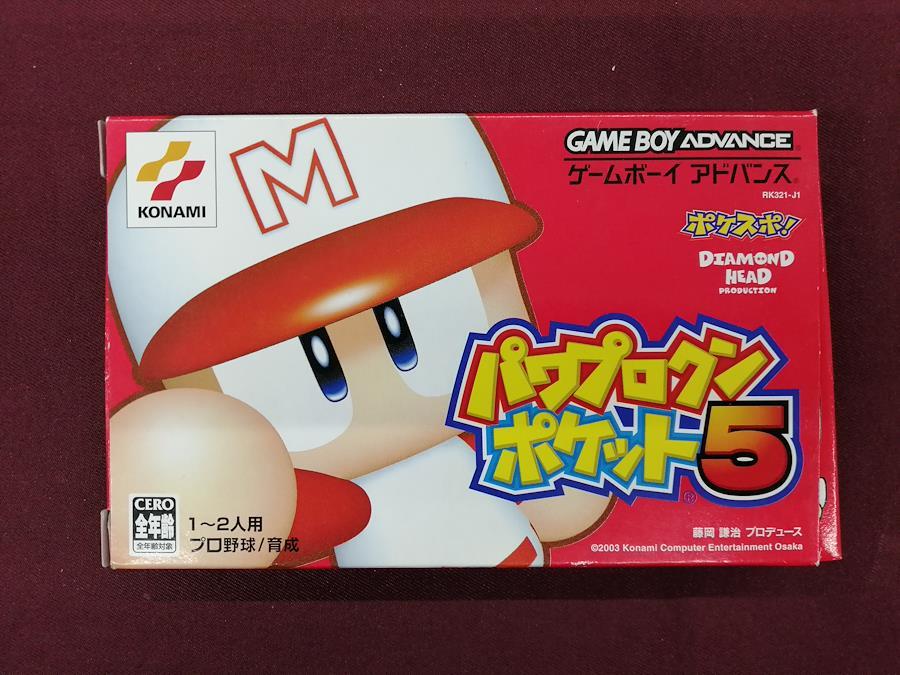 M
KONAMI
GAME BOY ADVANCE
ゲームボーイ アドバンス
RK321-J1
ポケスポ!
DIAMOND
HEAD
PRODUCTION
パワプロクン
ポケット5
®
CERO
全年齢
全年齢対象
1〜2人用
プロ野球/育成
藤岡 謙治 プロデュース
©2003 Konami Computer Entertainment Osaka